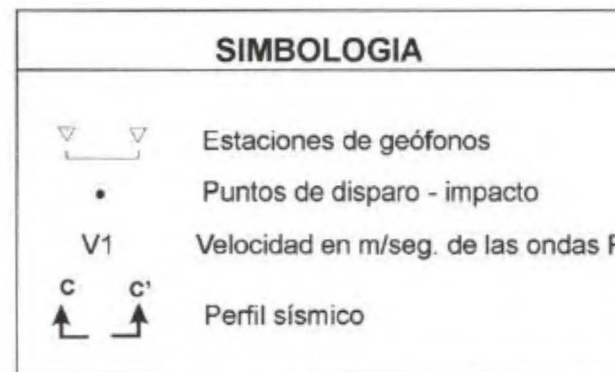 SIMBOLOGIA
Estaciones de geófonos
Puntos de disparo - impacto
V1 Velocidad en m/seg. de las ondas P
C C'
Perfil sísmico